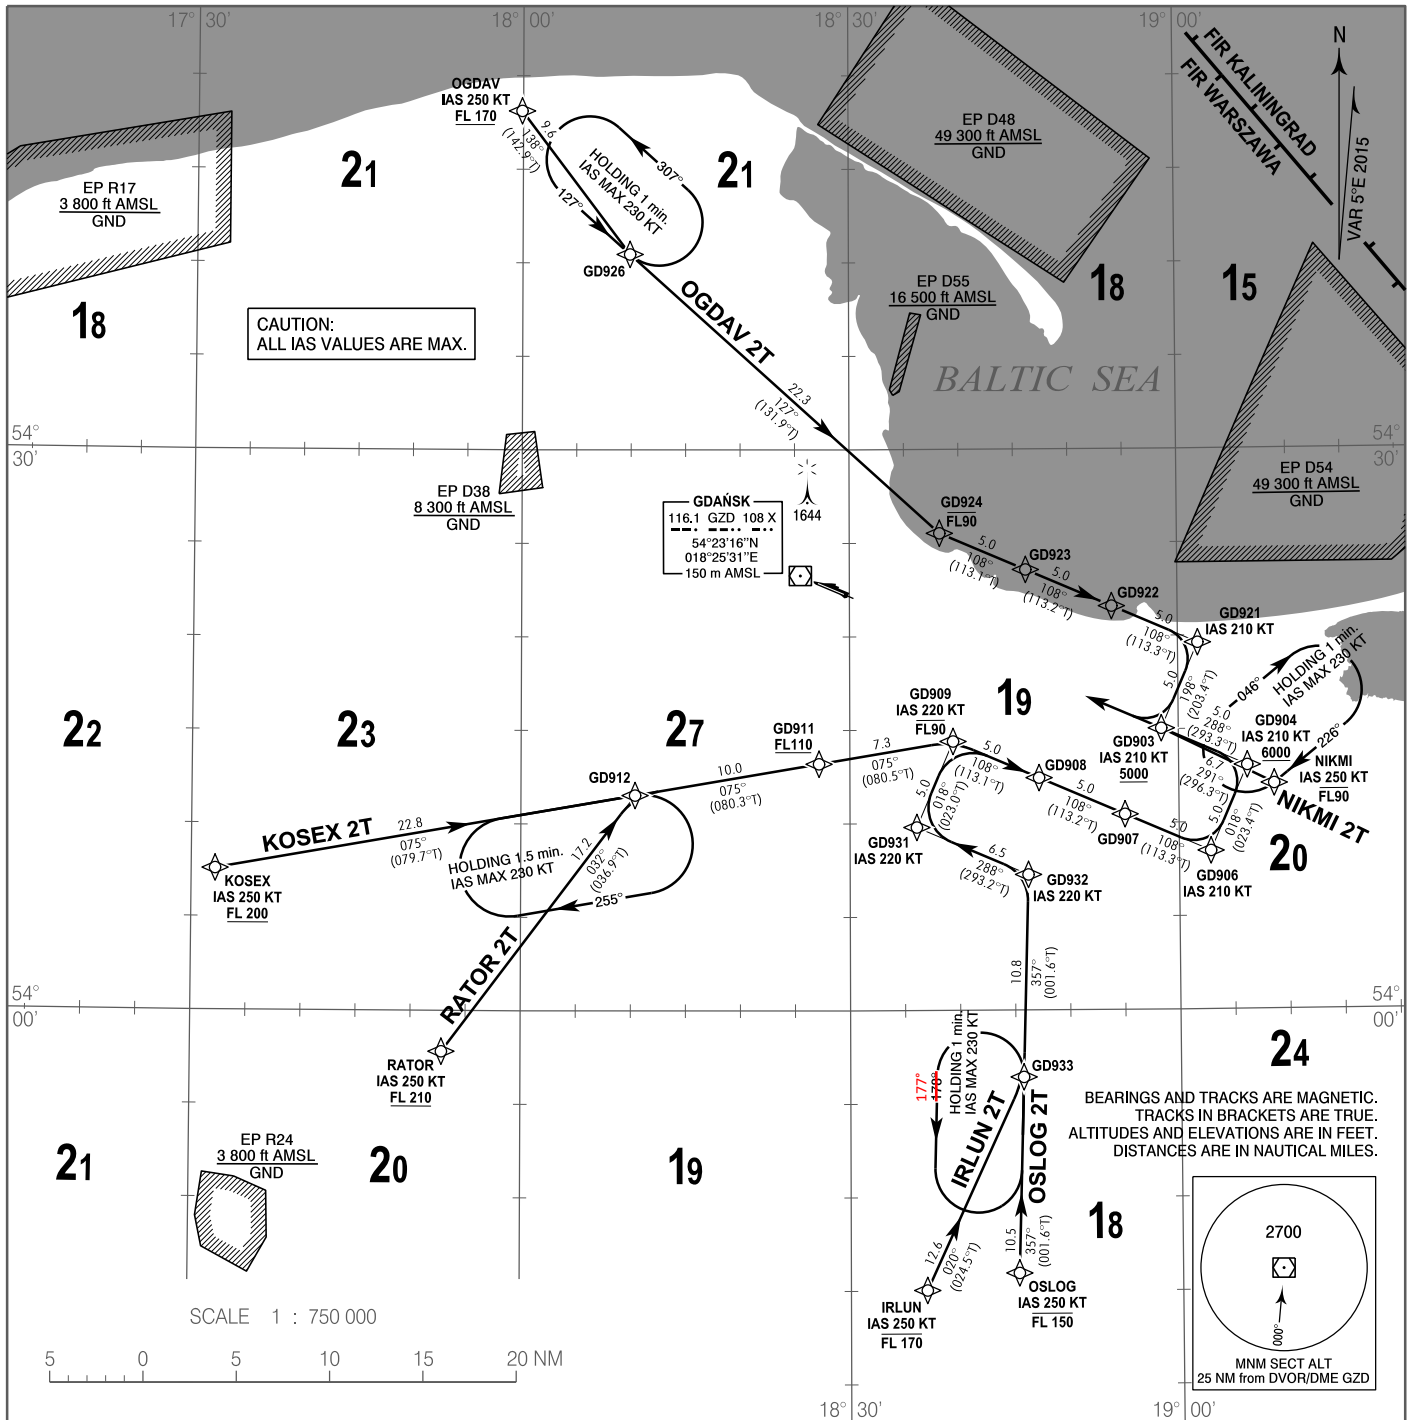 17° 30'
18° 00'
18° 30'
19° 00'
OGDAV
IAS 250 KT
FL 170
9.6
138°
(142.9°T)
HOLDING 1 min.
IAS MAX 230 KT
307°
127°
GD926
21
21
EP R17
3 800 ft AMSL
GND
18
EP D48
49 300 ft AMSL
GND
FIR KALININGRAD
FIR WARSZAWA
N
VAR 5°E 2015
18
15
EP D55
16 500 ft AMSL
GND
CAUTION:
ALL IAS VALUES ARE MAX.
OGDAV 2T
BALTIC SEA
22.3
127°
(131.9°T)
54°
30'
54°
30'
EP D38
8 300 ft AMSL
GND
EP D54
49 300 ft AMSL
GND
GDAŃSK
116.1 GZD 108 X
54°23'16"N
018°25'31"E
150 m AMSL
1644
GD924
FL90
5.0
108°
(113.1°T)
GD923
5.0
108°
(113.2°T)
GD922
5.0
108°
(113.3°T)
GD921
IAS 210 KT
5.0
198°
(203.4°T)
HOLDING 1 min.
IAS MAX 230 KT
046°
226°
5.0
288°
(293.3°T)
GD904
IAS 210 KT
6000
GD903
IAS 210 KT
5000
6.7
291°
(296.3°T)
NIKMI
IAS 250 KT
FL90
NIKMI 2T
22
23
27
19
20
GD909
IAS 220 KT
FL90
GD911
FL110
7.3
075°
(080.5°T)
10.0
075°
(080.3°T)
GD912
5.0
108°
(113.1°T)
GD908
5.0
108°
(113.2°T)
GD907
5.0
108°
(113.3°T)
5.0
018°
(023.4°T)
GD906
IAS 210 KT
5.0
018°
(023.0°T)
GD931
IAS 220 KT
6.5
288°
(293.2°T)
GD932
IAS 220 KT
KOSEX 2T
22.8
075°
(079.7°T)
KOSEX
IAS 250 KT
FL 200
HOLDING 1.5 min.
IAS MAX 230 KT
255°
17.2
032°
(036.9°T)
RATOR 2T
RATOR
IAS 250 KT
FL 210
10.8
357°
(001.6°T)
54°
00'
54°
00'
HOLDING 1 min.
IAS MAX 230 KT
177°
178°
GD933
IRLUN 2T
OSLOG 2T
24
BEARINGS AND TRACKS ARE MAGNETIC.
TRACKS IN BRACKETS ARE TRUE.
ALTITUDES AND ELEVATIONS ARE IN FEET.
DISTANCES ARE IN NAUTICAL MILES.
EP R24
3 800 ft AMSL
GND
21
20
19
18
12.6
020°
(024.5°T)
10.5
357°
(001.6°T)
IRLUN
IAS 250 KT
FL 170
OSLOG
IAS 250 KT
FL 150
2700
000°
MNM SECT ALT
25 NM from DVOR/DME GZD
SCALE 1 : 750 000
5 0 5 10 15 20 NM
18° 30'
19° 00'